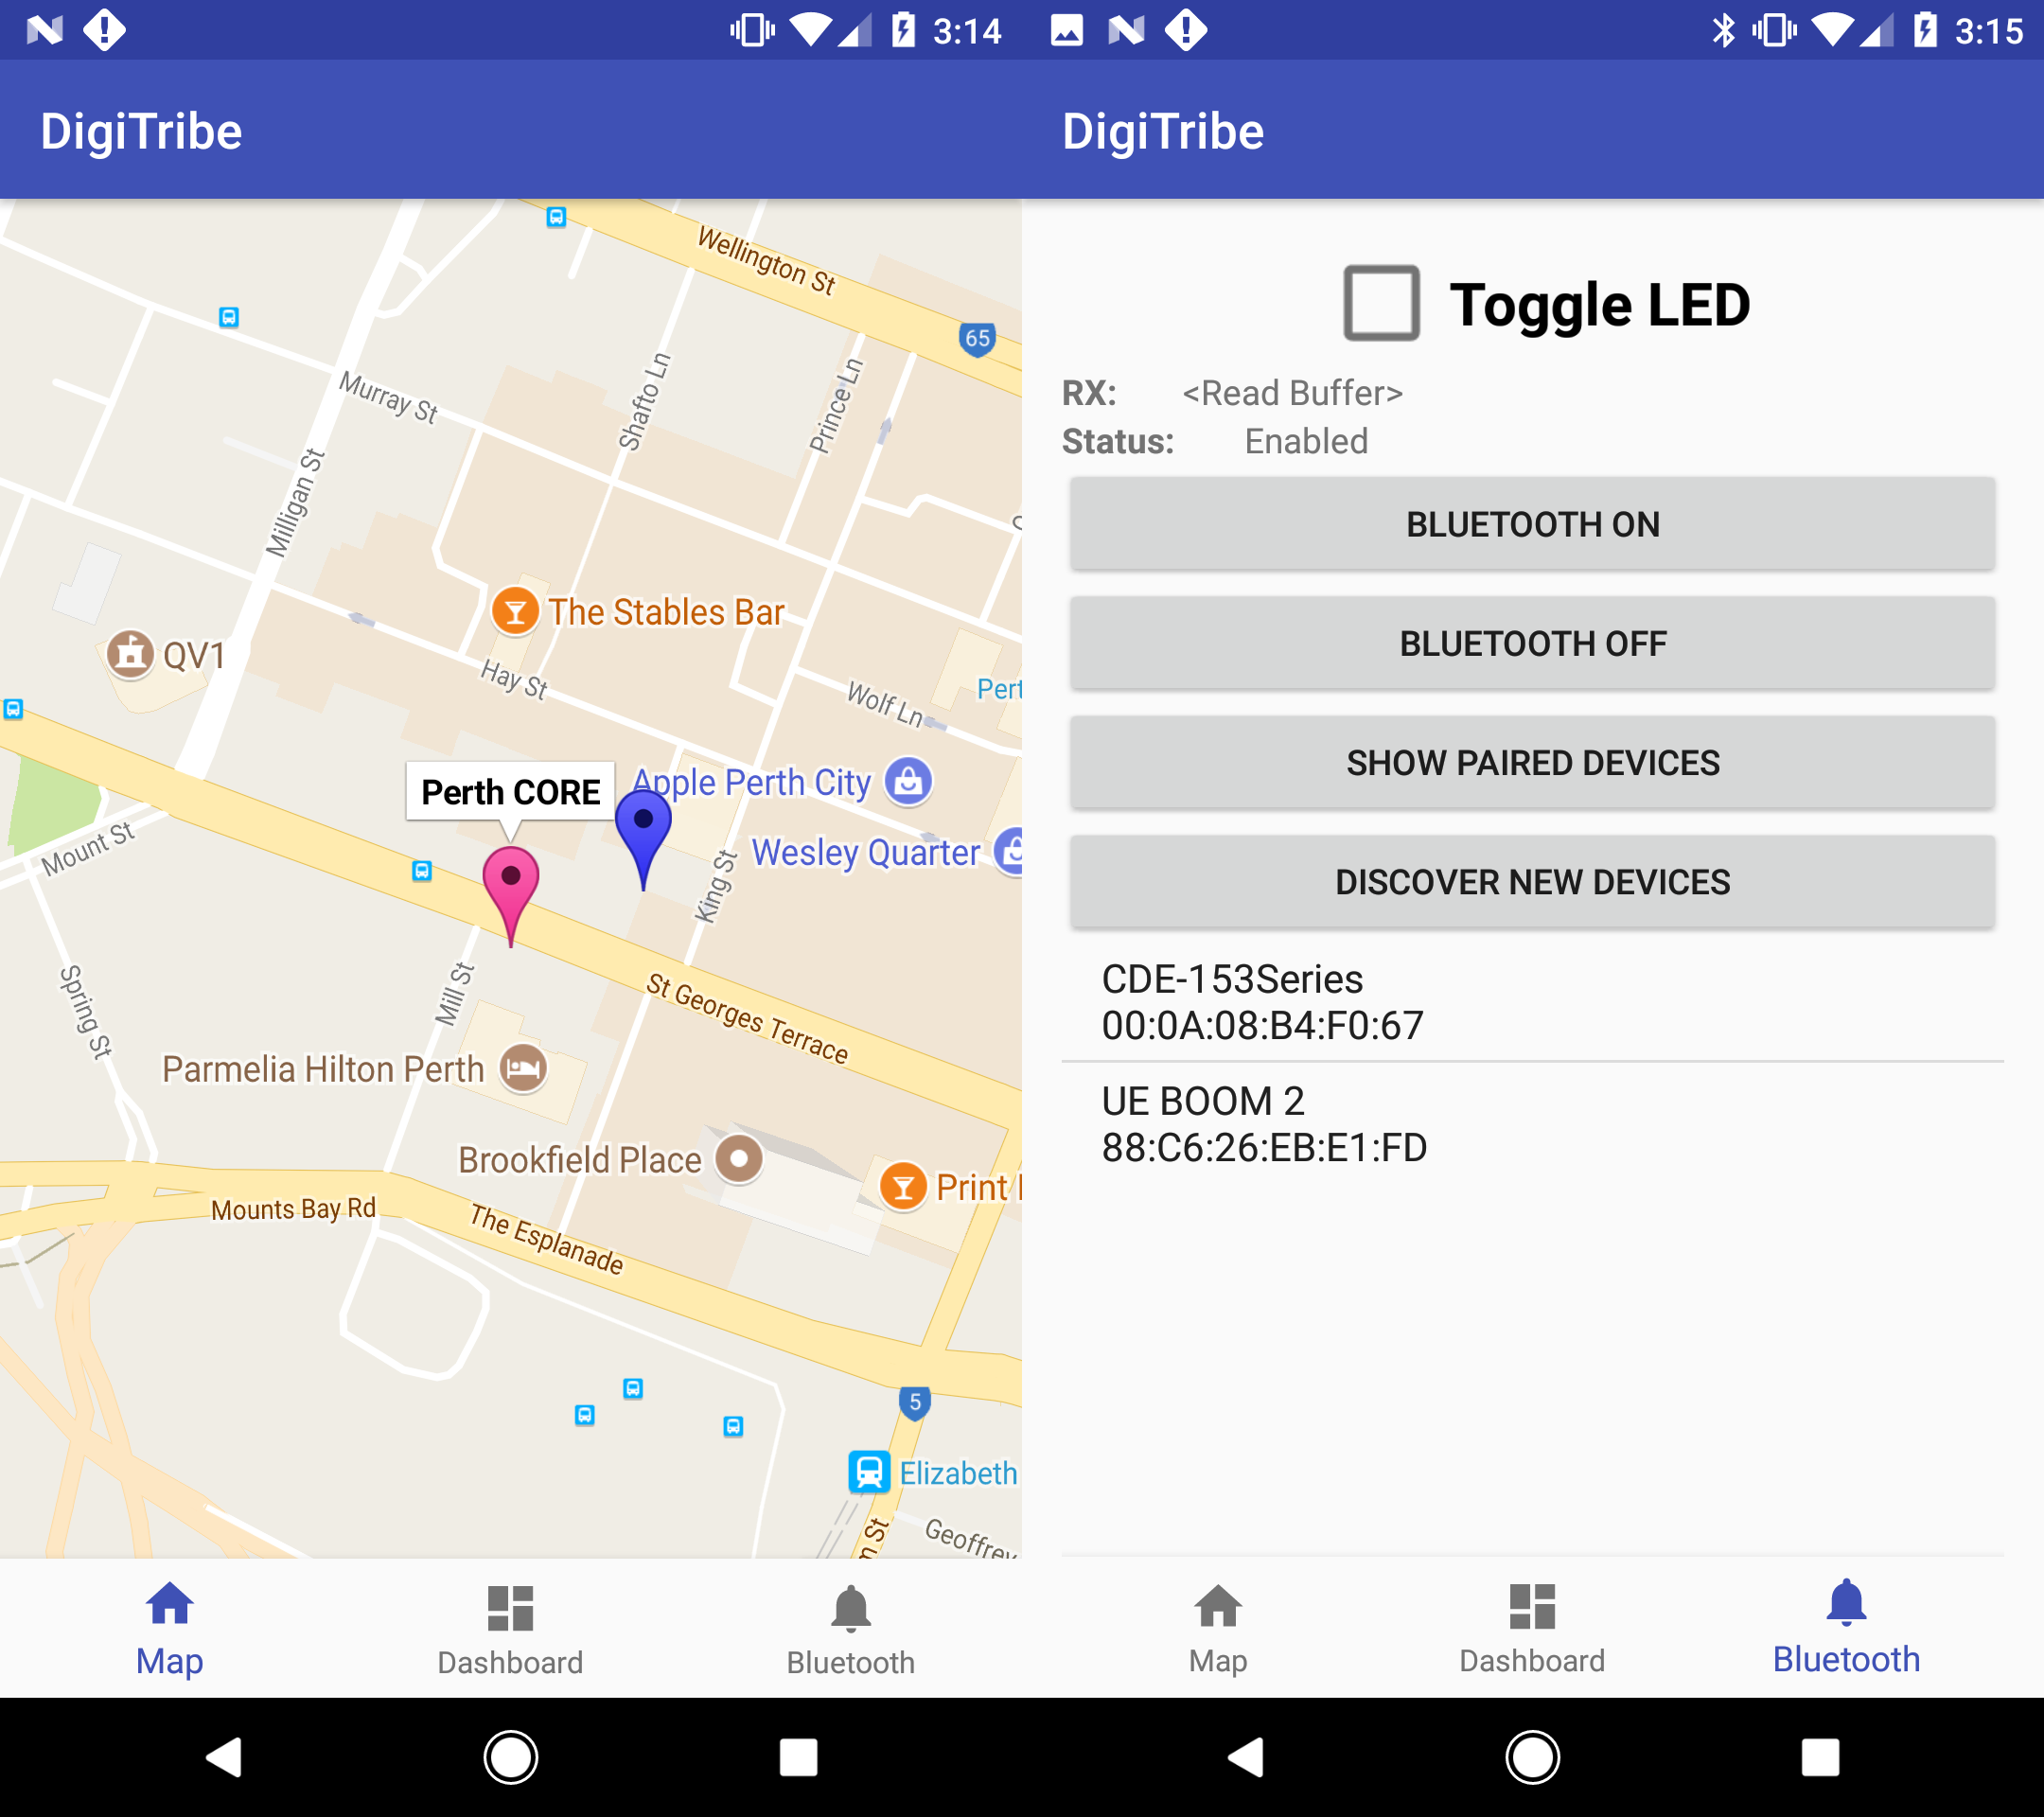 3:14
DigiTribe
Wellington St
65
Murray St
Shafto Ln
Prince Ln
Milligan St
The Stables Bar
QV1
Hay St
Wolf Ln
Pert
Perth CORE
Apple Perth City
Wesley Quarter
Mount St
King St
St Georges Terrace
Spring St
Mill St
Parmelia Hilton Perth
Brookfield Place
Print
Mounts Bay Rd
The Esplanade
5
Elizabeth
m St
Geoffrey
Map
Dashboard
Bluetooth
3:15
DigiTribe
Toggle LED
RX: <Read Buffer>
Status: Enabled
BLUETOOTH ON
BLUETOOTH OFF
SHOW PAIRED DEVICES
DISCOVER NEW DEVICES
CDE-153Series
00:0A:08:B4:F0:67
UE BOOM 2
88:C6:26:EB:E1:FD
Map
Dashboard
Bluetooth